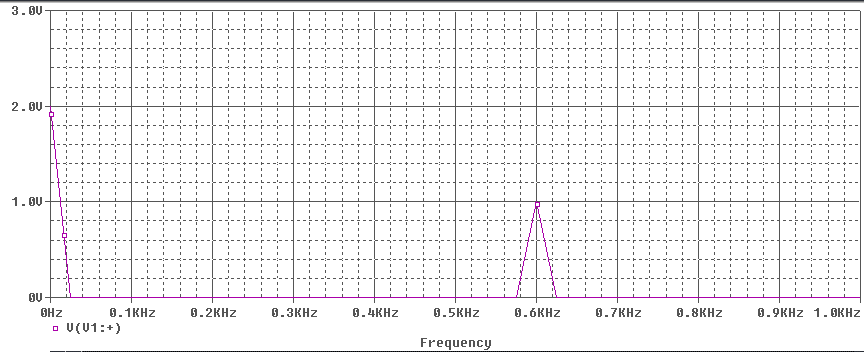 3.0V
2.0V
1.0V
0V
0Hz 0.1KHz 0.2KHz 0.3KHz 0.4KHz 0.5KHz 0.6KHz 0.7KHz 0.8KHz 0.9KHz 1.0KHz
V(V1:+)
Frequency